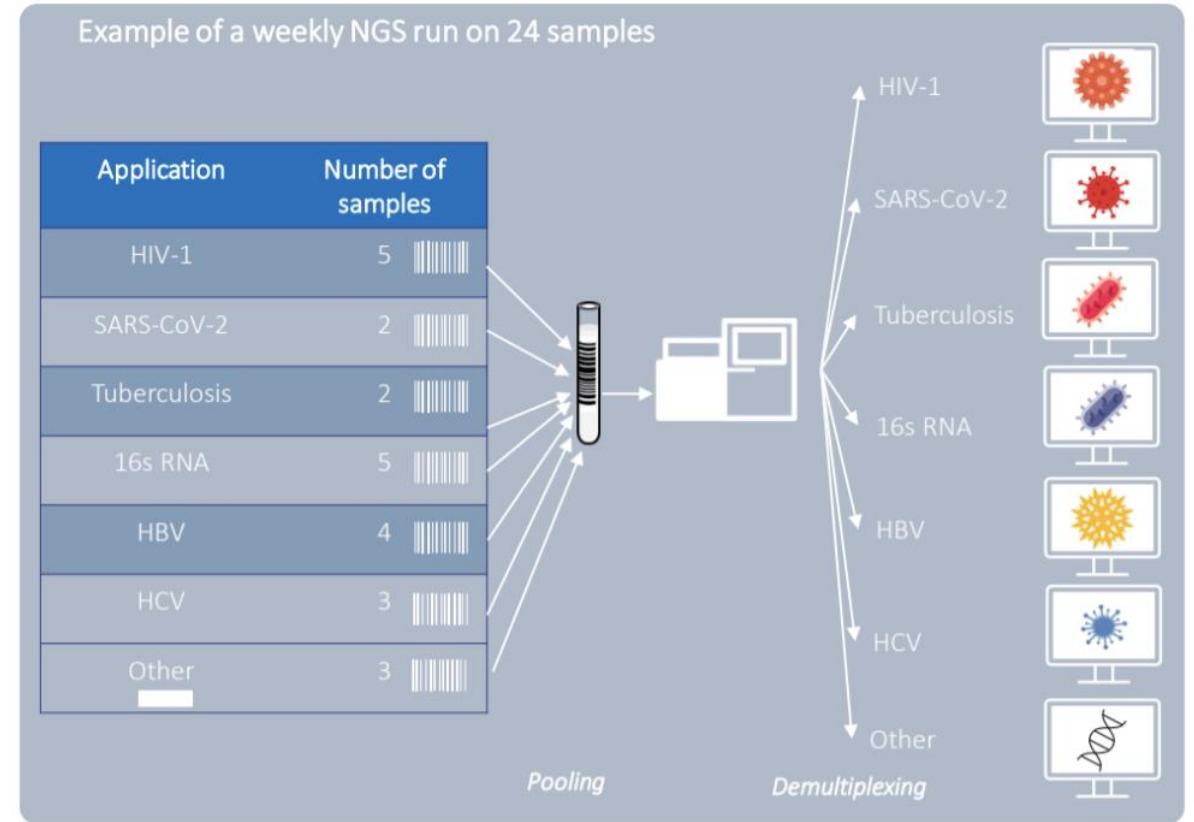 Example of a weekly NGS run on 24 samples
Application
Number of
samples
HIV-1 5
SARS-CoV-2 2
Tuberculosis 2
16s RNA 5
HBV 4
HCV 3
Other 3
Pooling
HIV-1
SARS-CoV-2
Tuberculosis
16s RNA
HBV
HCV
Other
Demultiplexing